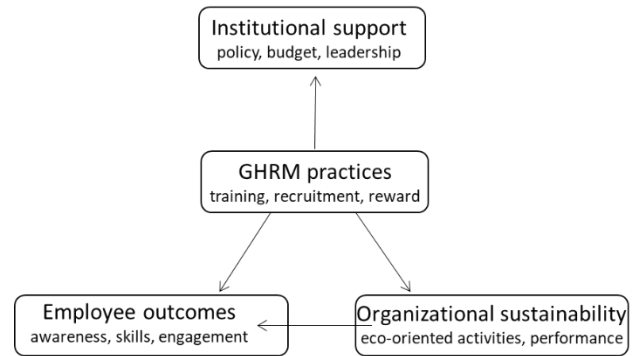 Institutional support
policy, budget, leadership
GHRM practices
training, recruitment, reward
Employee outcomes
awareness, skills, engagement
Organizational sustainability
eco-oriented activities, performance